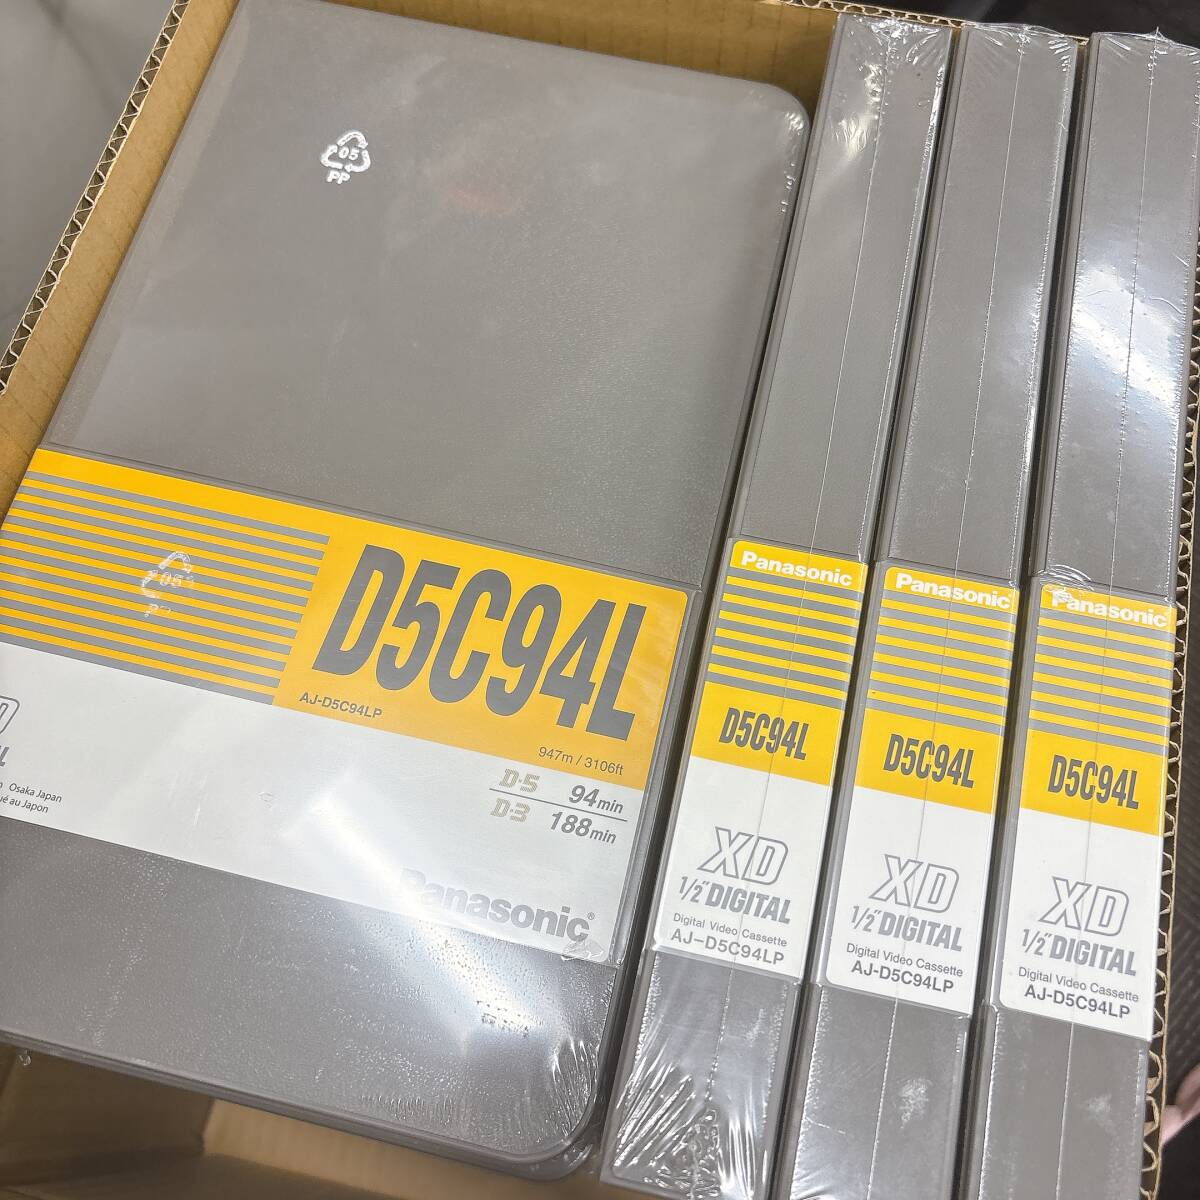 05
PP
05
D5C94L
AJ-D5C94LP
947m / 3106ft
D-5 94min
D-3 188min
Panasonic
D
Osaka Japan
au Japon
Panasonic
D5C94L
XD
1/2" DIGITAL
Digital Video Cassette
AJ-D5C94LP
Panasonic
D5C94L
XD
1/2" DIGITAL
Digital Video Cassette
AJ-D5C94LP
Panasonic
D5C94L
XD
1/2" DIGITAL
Digital Video Cassette
AJ-D5C94LP